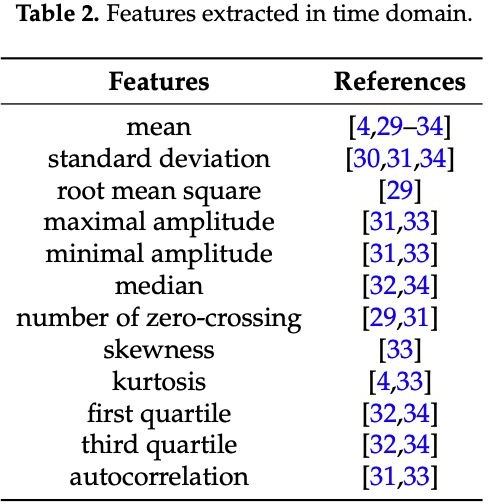 Table 2. Features extracted in time domain.
Features References
mean [4,29–34]
standard deviation [30,31,34]
root mean square [29]
maximal amplitude [31,33]
minimal amplitude [31,33]
median [32,34]
number of zero-crossing [29,31]
skewness [33]
kurtosis [4,33]
first quartile [32,34]
third quartile [32,34]
autocorrelation [31,33]